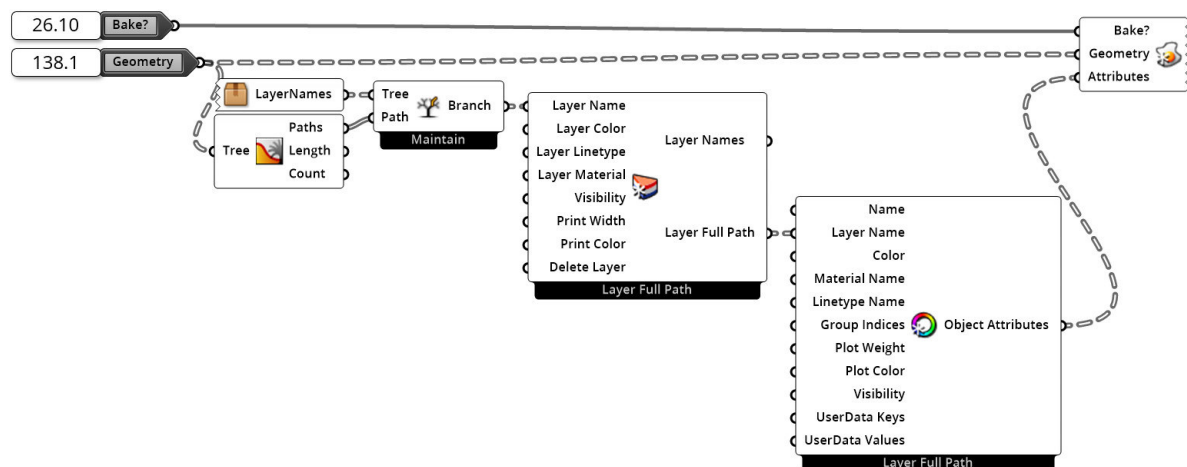 26.10 Bake?
138.1 Geometry
LayerNames
Tree
Paths
Length
Count
Tree
Path
Branch
Maintain
Layer Name
Layer Color
Layer Linetype
Layer Material
Visibility
Print Width
Print Color
Delete Layer
Layer Names
Layer Full Path
Layer Full Path
Name
Layer Name
Color
Material Name
Linetype Name
Group Indices
Plot Weight
Plot Color
Visibility
UserData Keys
UserData Values
Object Attributes
Layer Full Path
Bake?
Geometry
Attributes